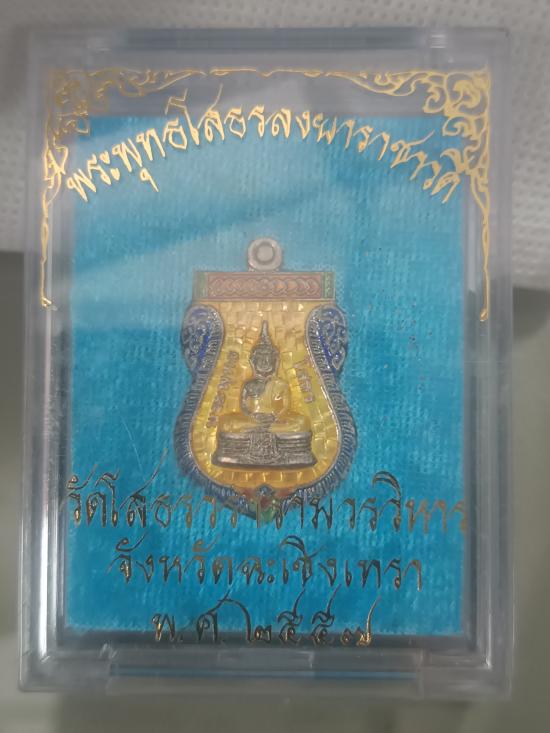 พระพุทธโสธรลงยาราชาวดี
วัดโสธรวรารามวรวิหาร
จังหวัดฉะเชิงเทรา
พ.ศ.๒๕๕๗